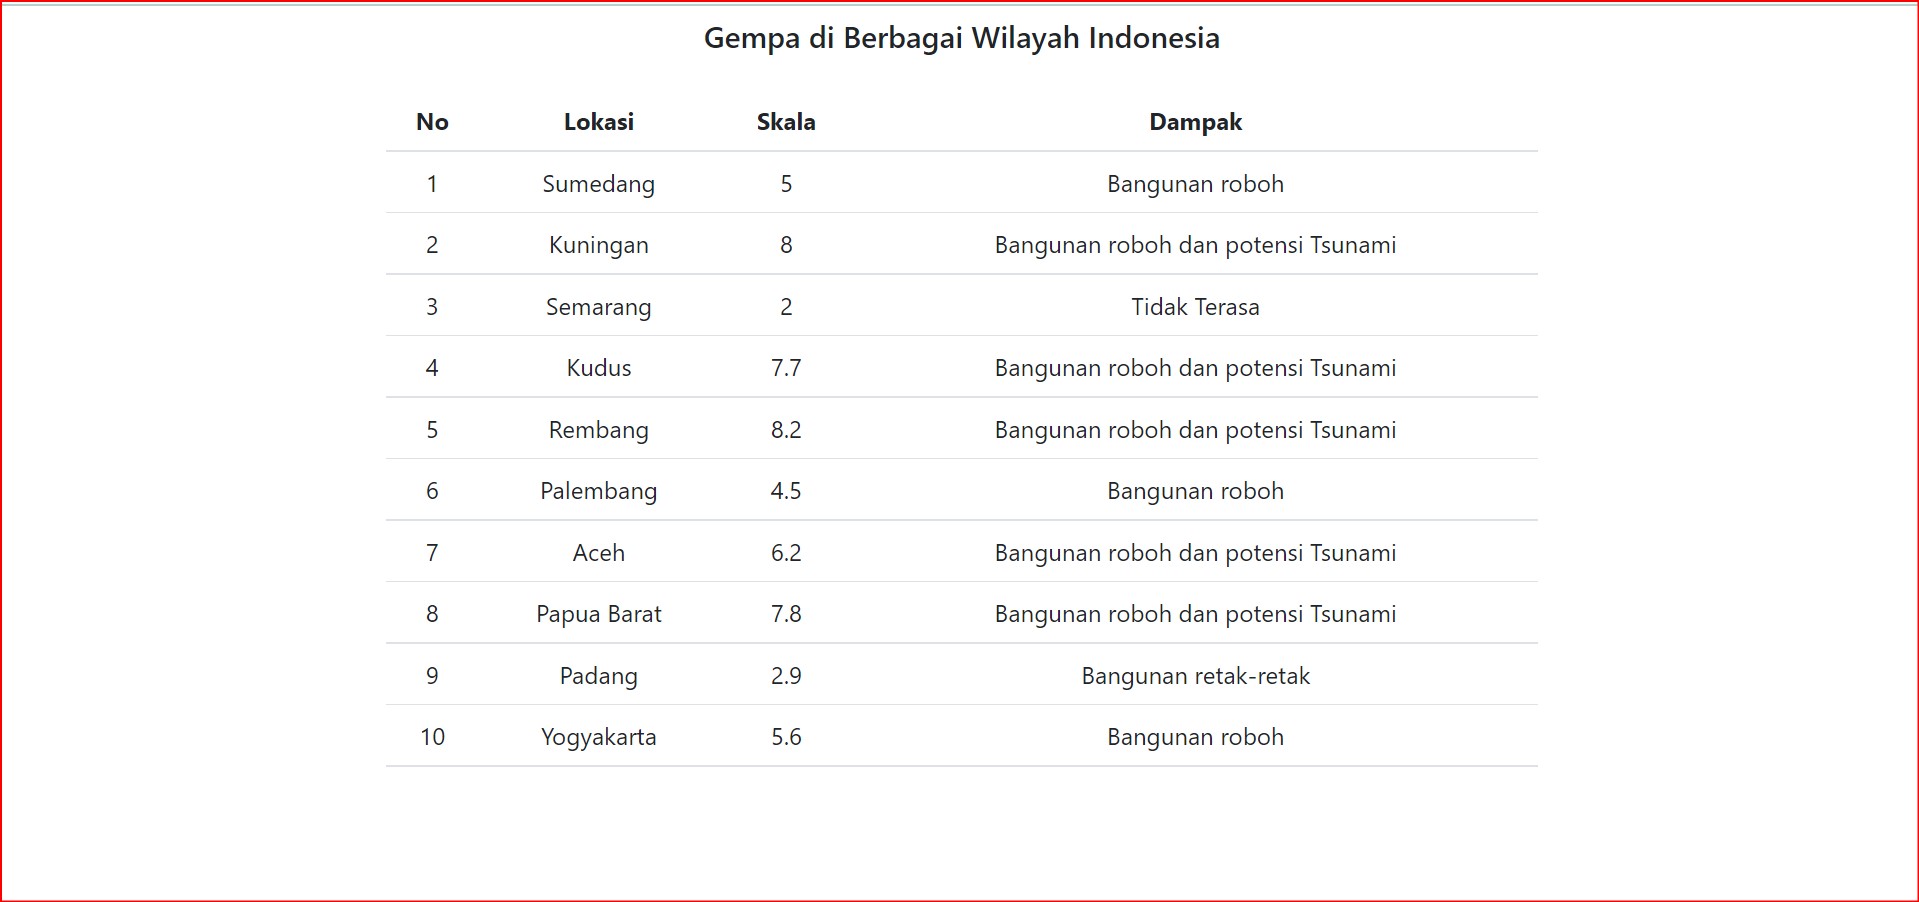 Gempa di Berbagai Wilayah Indonesia
No Lokasi Skala Dampak
1 Sumedang 5 Bangunan roboh
2 Kuningan 8 Bangunan roboh dan potensi Tsunami
3 Semarang 2 Tidak Terasa
4 Kudus 7.7 Bangunan roboh dan potensi Tsunami
5 Rembang 8.2 Bangunan roboh dan potensi Tsunami
6 Palembang 4.5 Bangunan roboh
7 Aceh 6.2 Bangunan roboh dan potensi Tsunami
8 Papua Barat 7.8 Bangunan roboh dan potensi Tsunami
9 Padang 2.9 Bangunan retak-retak
10 Yogyakarta 5.6 Bangunan roboh